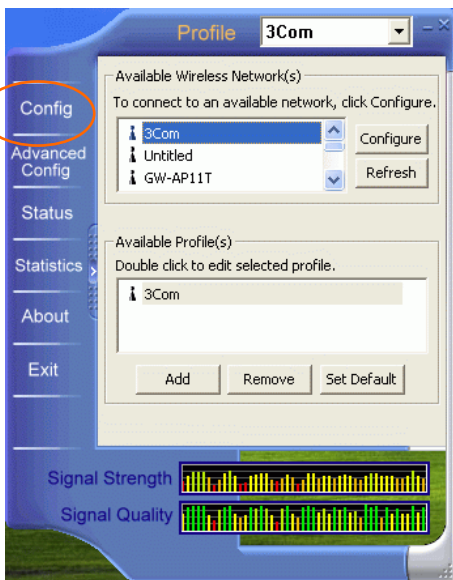 Profile 3Com
Available Wireless Network(s)
To connect to an available network, click Configure.
3Com
Untitled
GW-AP11T
Configure
Refresh
Available Profile(s)
Double click to edit selected profile.
3Com
Add Remove Set Default
Config
Advanced
Config
Status
Statistics
About
Exit
Signal Strength
Signal Quality